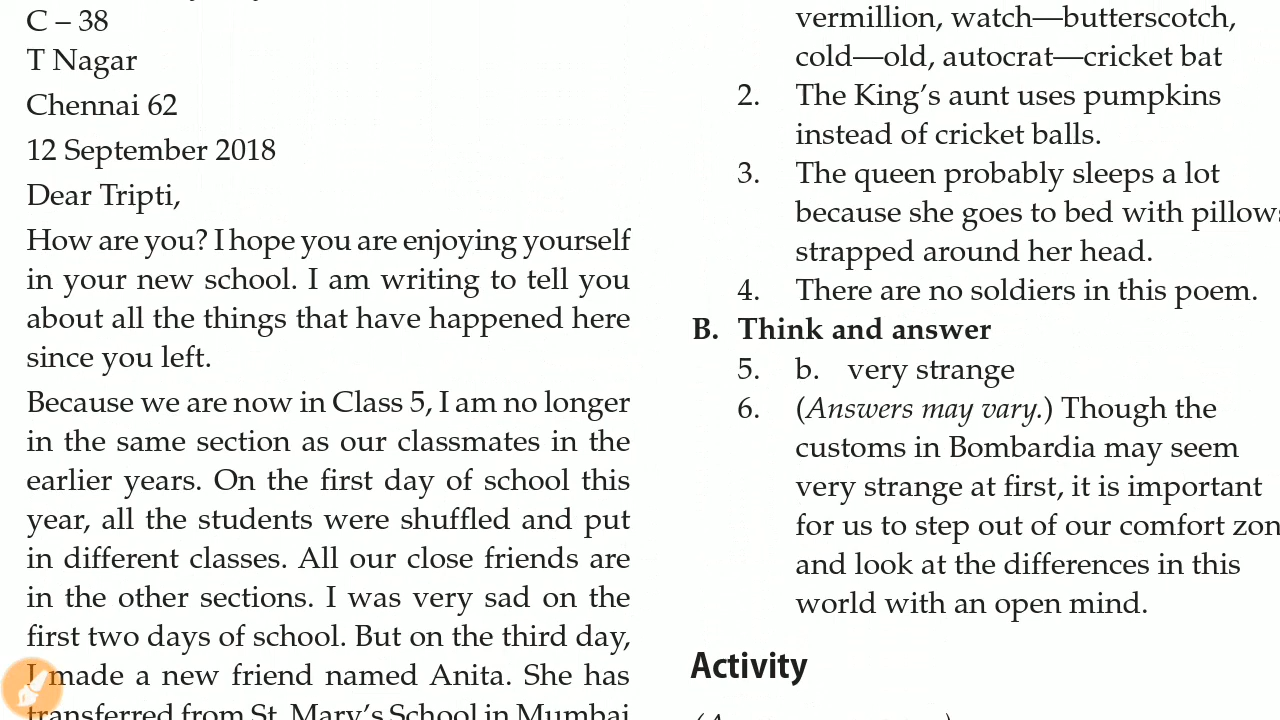 C – 38
T Nagar
Chennai 62
12 September 2018
Dear Tripti,
How are you? I hope you are enjoying yourself
in your new school. I am writing to tell you
about all the things that have happened here
since you left.
Because we are now in Class 5, I am no longer
in the same section as our classmates in the
earlier years. On the first day of school this
year, all the students were shuffled and put
in different classes. All our close friends are
in the other sections. I was very sad on the
first two days of school. But on the third day,
I made a new friend named Anita. She has
transferred from St. Mary’s School in Mumbai
vermillion, watch—butterscotch,
cold—old, autocrat—cricket bat
2. The King’s aunt uses pumpkins
instead of cricket balls.
3. The queen probably sleeps a lot
because she goes to bed with pillows
strapped around her head.
4. There are no soldiers in this poem.
B. Think and answer
5. b. very strange
6. (Answers may vary.) Though the
customs in Bombardia may seem
very strange at first, it is important
for us to step out of our comfort zon
and look at the differences in this
world with an open mind.
Activity